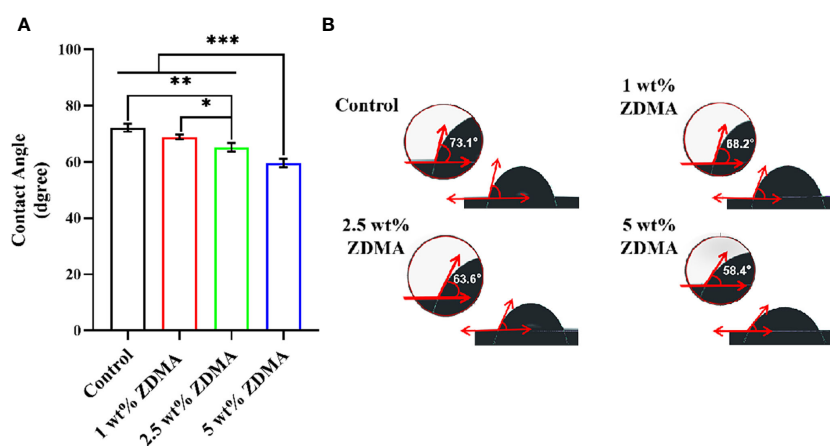 A
***
**
*
100
80
60
40
20
0
Contact Angle
(dgree)
Control
1 wt% ZDMA
2.5 wt% ZDMA
5 wt% ZDMA
B
Control
73.1°
1 wt%
ZDMA
68.2°
2.5 wt%
ZDMA
63.6°
5 wt%
ZDMA
58.4°